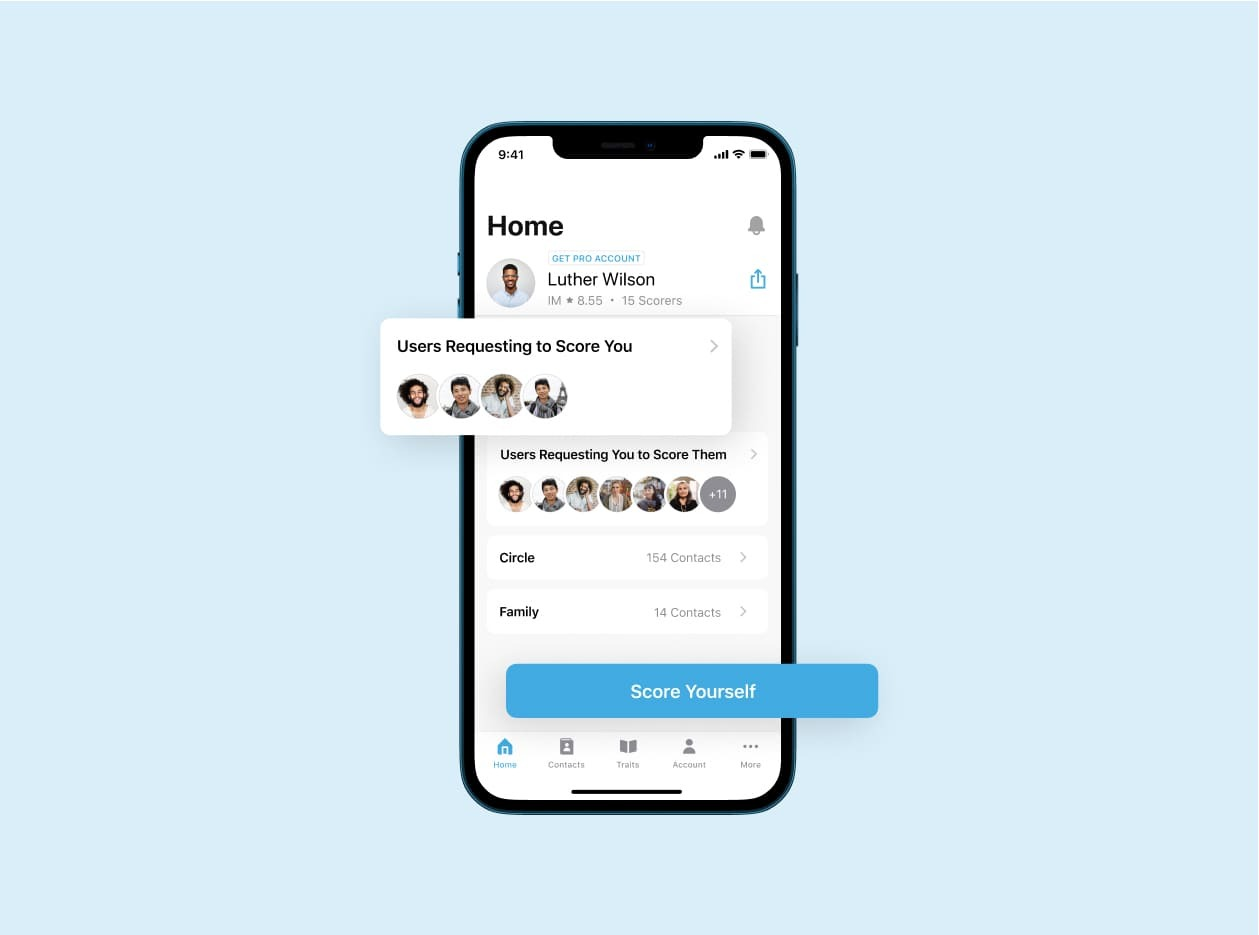 9:41
Home
GET PRO ACCOUNT
Luther Wilson
IM ★ 8.55 • 15 Scorers
Users Requesting to Score You
Users Requesting You to Score Them
+11
Circle 154 Contacts
Family 14 Contacts
Score Yourself
Home Contacts Traits Account More